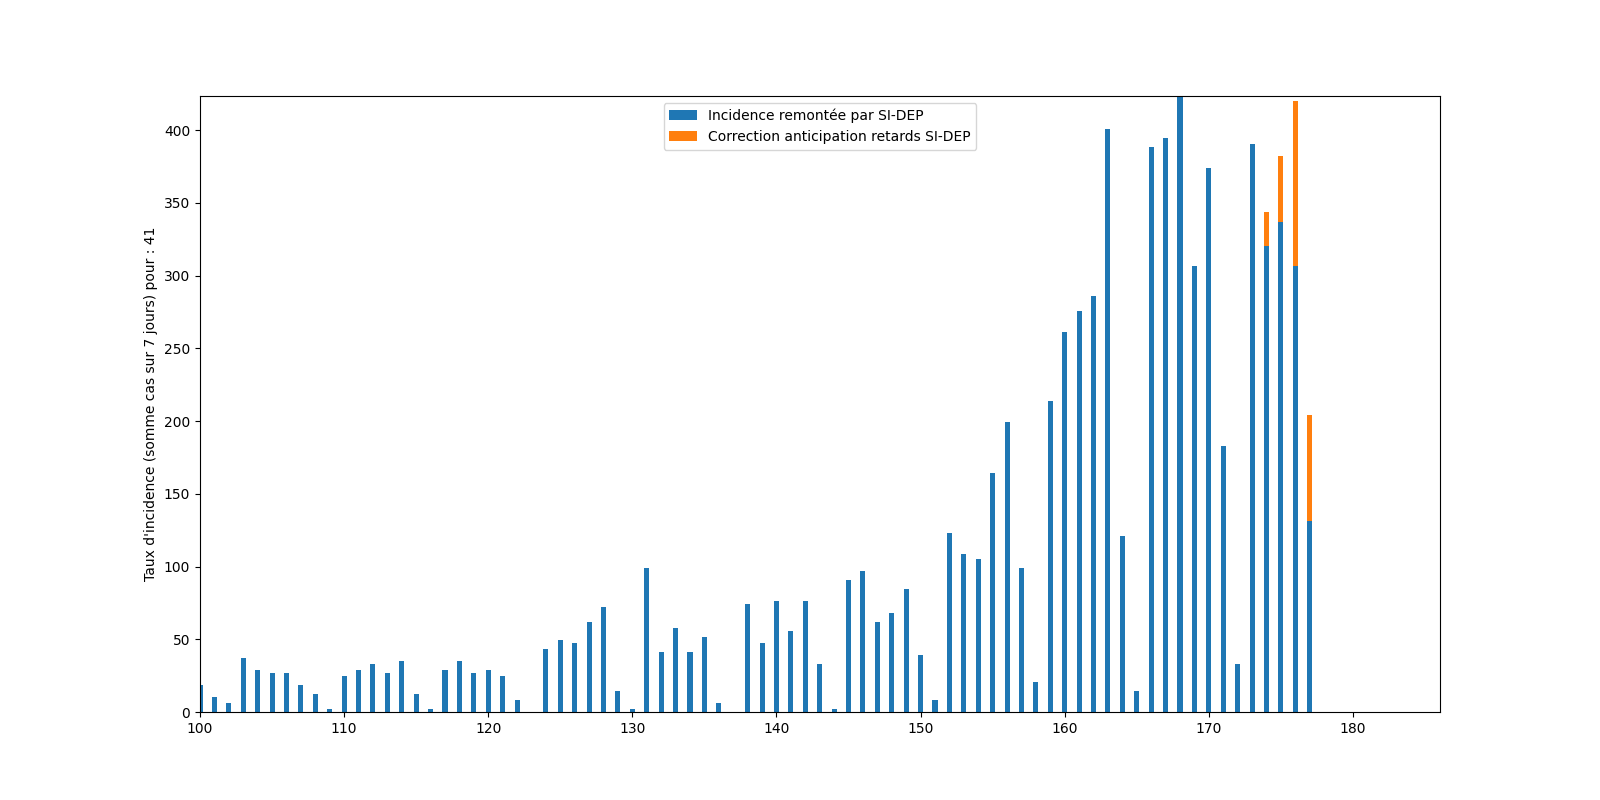 Incidence remontée par SI-DEP
Correction anticipation retards SI-DEP
Taux d'incidence (somme cas sur 7 jours) pour : 41
400
350
300
250
200
150
100
50
0
100 110 120 130 140 150 160 170 180